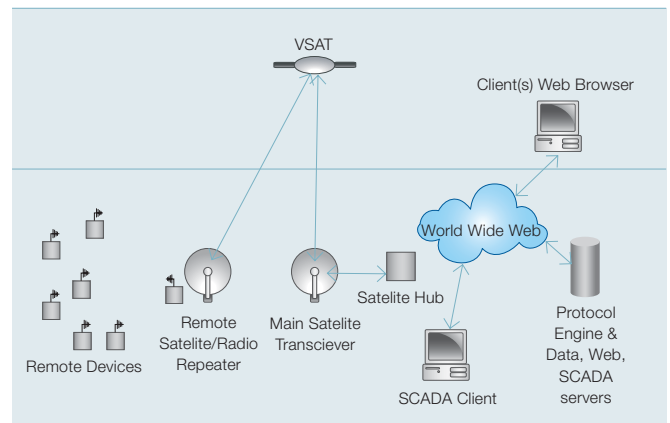 VSAT
Client(s) Web Browser
World Wide Web
Satelite Hub
Remote
Satelite/Radio
Repeater
Main Satelite
Transciever
Protocol
Engine &
Data, Web,
SCADA
servers
Remote Devices
SCADA Client